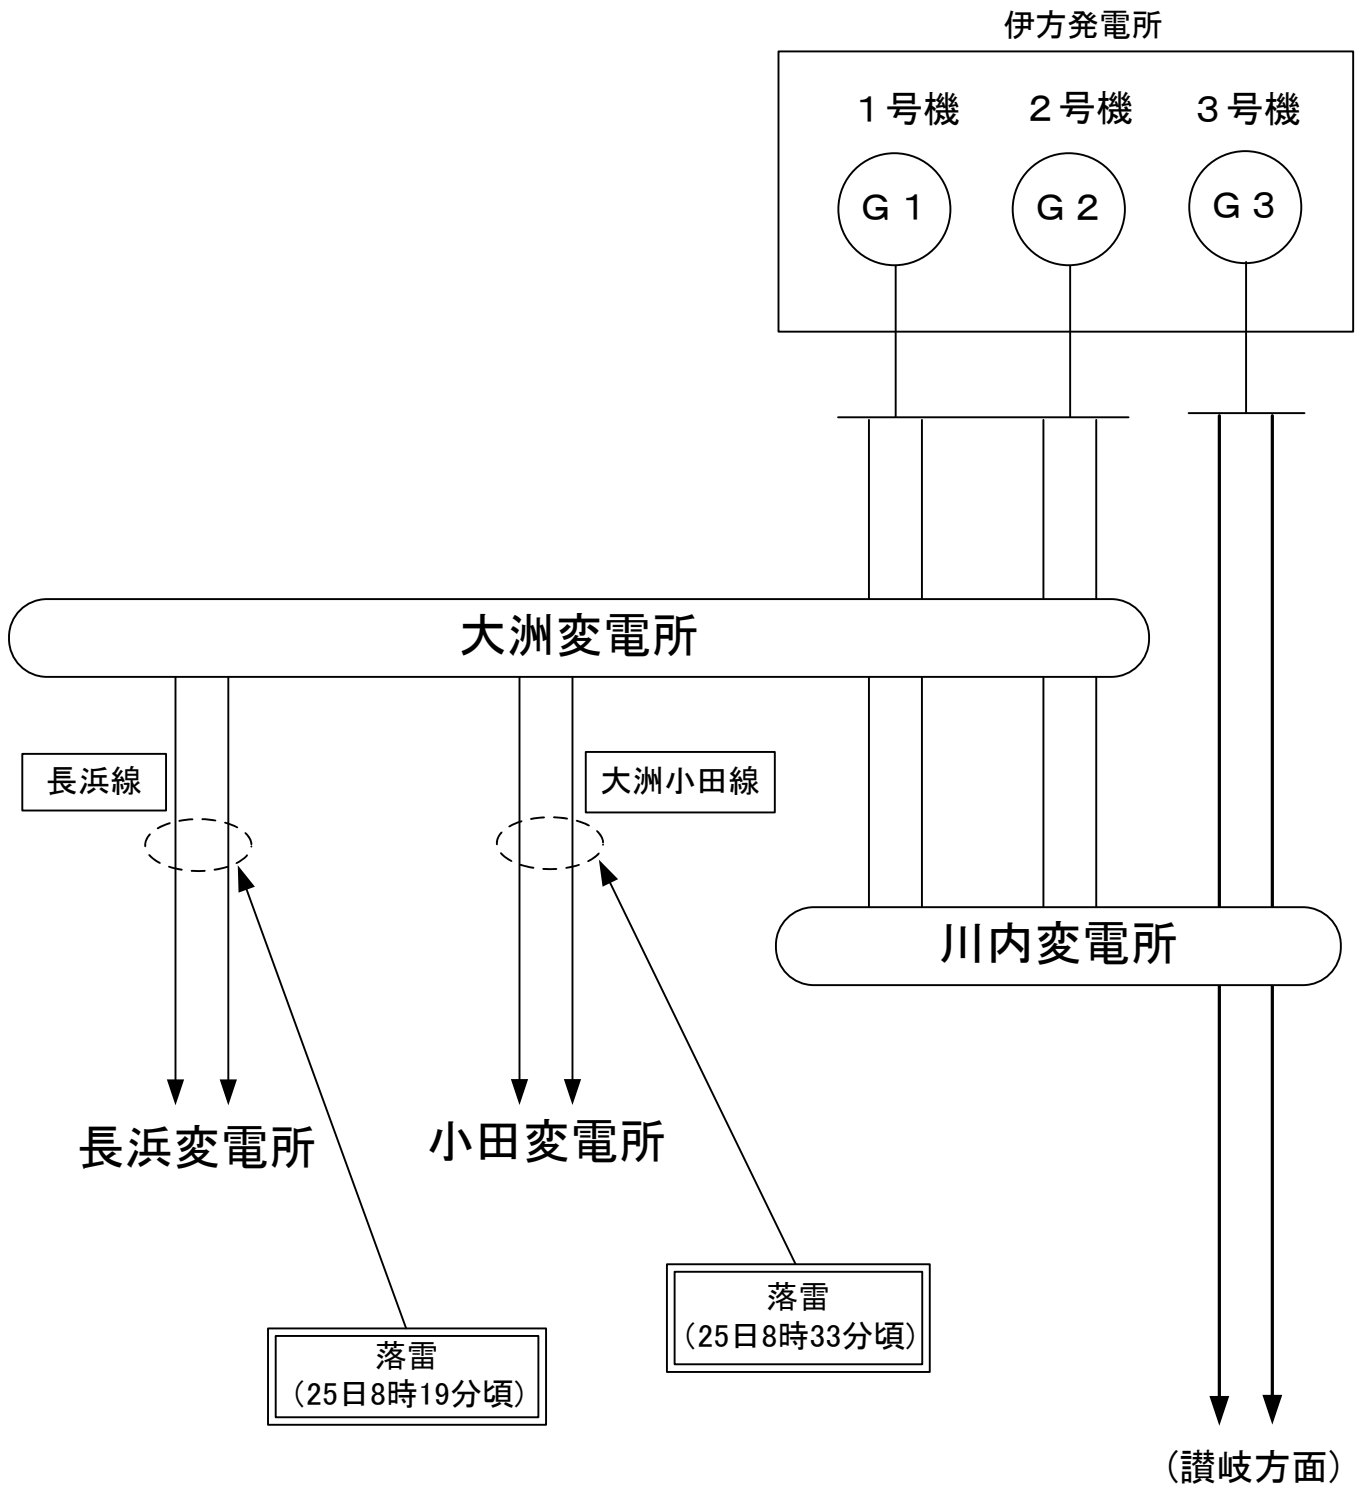 伊方発電所
１号機
２号機
３号機
Ｇ１
Ｇ２
Ｇ３
大洲変電所
長浜線
大洲小田線
川内変電所
長浜変電所
小田変電所
落雷
(25日8時33分頃)
落雷
(25日8時19分頃)
(讃岐方面)